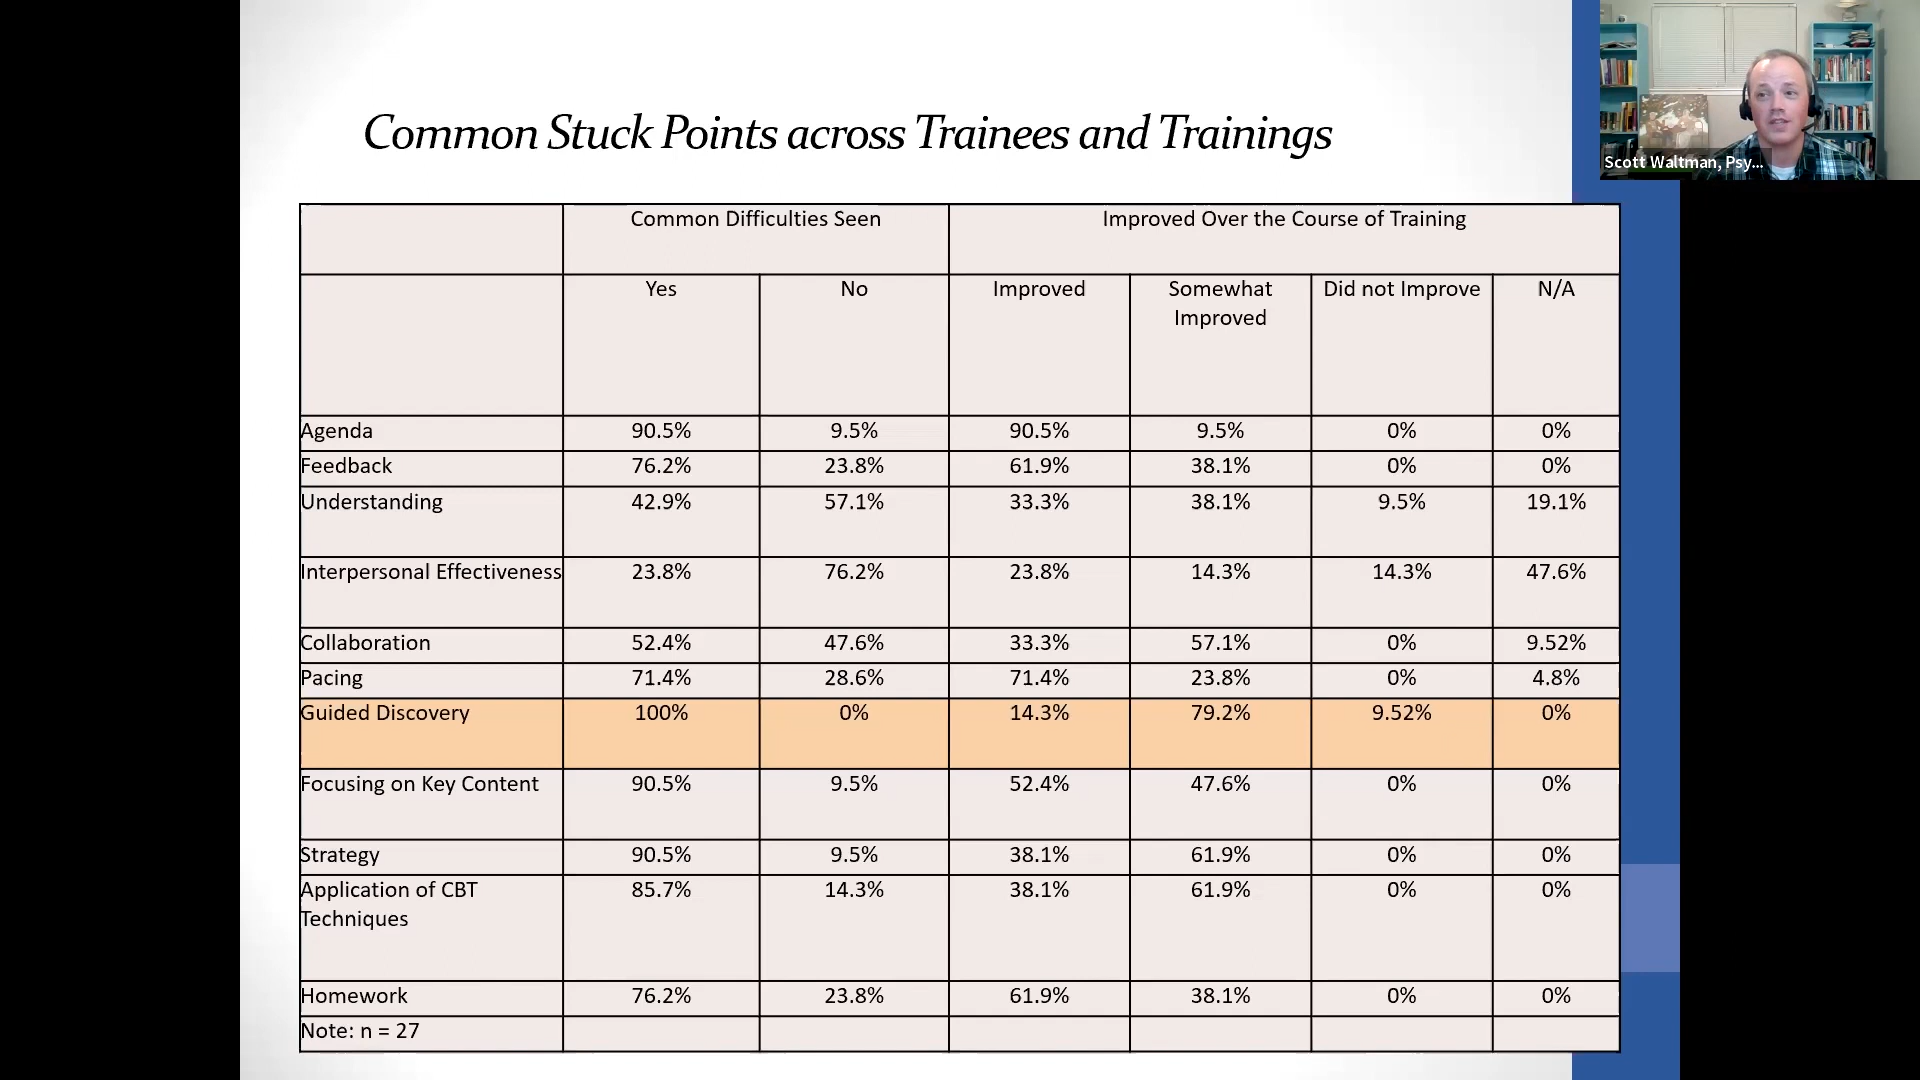 Scott Waltman, Psy...
Common Stuck Points across Trainees and Trainings
Common Difficulties Seen Improved Over the Course of Training
Yes No Improved Somewhat Improved Did not Improve N/A
Agenda 90.5% 9.5% 90.5% 9.5% 0% 0%
Feedback 76.2% 23.8% 61.9% 38.1% 0% 0%
Understanding 42.9% 57.1% 33.3% 38.1% 9.5% 19.1%
Interpersonal Effectiveness 23.8% 76.2% 23.8% 14.3% 14.3% 47.6%
Collaboration 52.4% 47.6% 33.3% 57.1% 0% 9.52%
Pacing 71.4% 28.6% 71.4% 23.8% 0% 4.8%
Guided Discovery 100% 0% 14.3% 79.2% 9.52% 0%
Focusing on Key Content 90.5% 9.5% 52.4% 47.6% 0% 0%
Strategy 90.5% 9.5% 38.1% 61.9% 0% 0%
Application of CBT Techniques 85.7% 14.3% 38.1% 61.9% 0% 0%
Homework 76.2% 23.8% 61.9% 38.1% 0% 0%
Note: n = 27